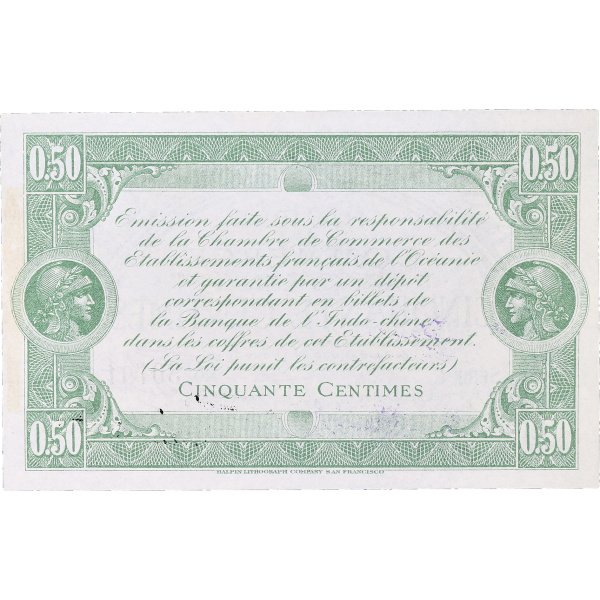 0.50 0.50
Emission faite sous la responsabilité
de la Chambre de Commerce des
Etablissements français de l'Océanie
et garantie par un dépôt
correspondant en billets de
la Banque de l'Indo-chine
dans les coffres de cet Etablissement.
(La Loi punit les contrefacteurs)
CINQUANTE CENTIMES
0.50 0.50
HALPIN LITHOGRAPH COMPANY SAN FRANCISCO